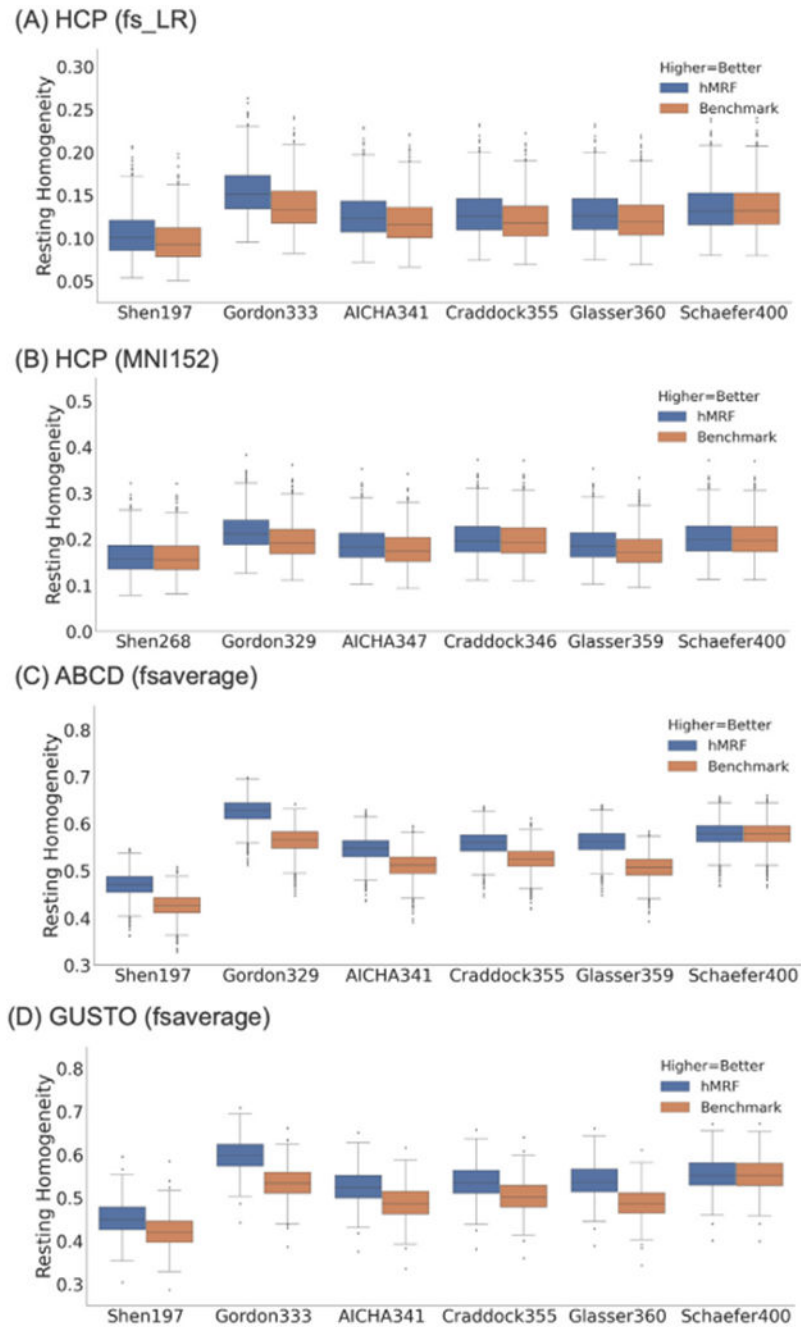 (A) HCP (fs_LR)
Higher=Better
hMRF
Benchmark
Resting Homogeneity
0.30
0.25
0.20
0.15
0.10
0.05
Shen197 Gordon333 AICHA341 Craddock355 Glasser360 Schaefer400
(B) HCP (MNI152)
Higher=Better
hMRF
Benchmark
Resting Homogeneity
0.5
0.4
0.3
0.2
0.1
0.0
Shen268 Gordon329 AICHA347 Craddock346 Glasser359 Schaefer400
(C) ABCD (fsaverage)
Higher=Better
hMRF
Benchmark
Resting Homogeneity
0.8
0.7
0.6
0.5
0.4
0.3
Shen197 Gordon329 AICHA341 Craddock355 Glasser359 Schaefer400
(D) GUSTO (fsaverage)
Higher=Better
hMRF
Benchmark
Resting Homogeneity
0.8
0.7
0.6
0.5
0.4
0.3
Shen197 Gordon333 AICHA341 Craddock355 Glasser360 Schaefer400